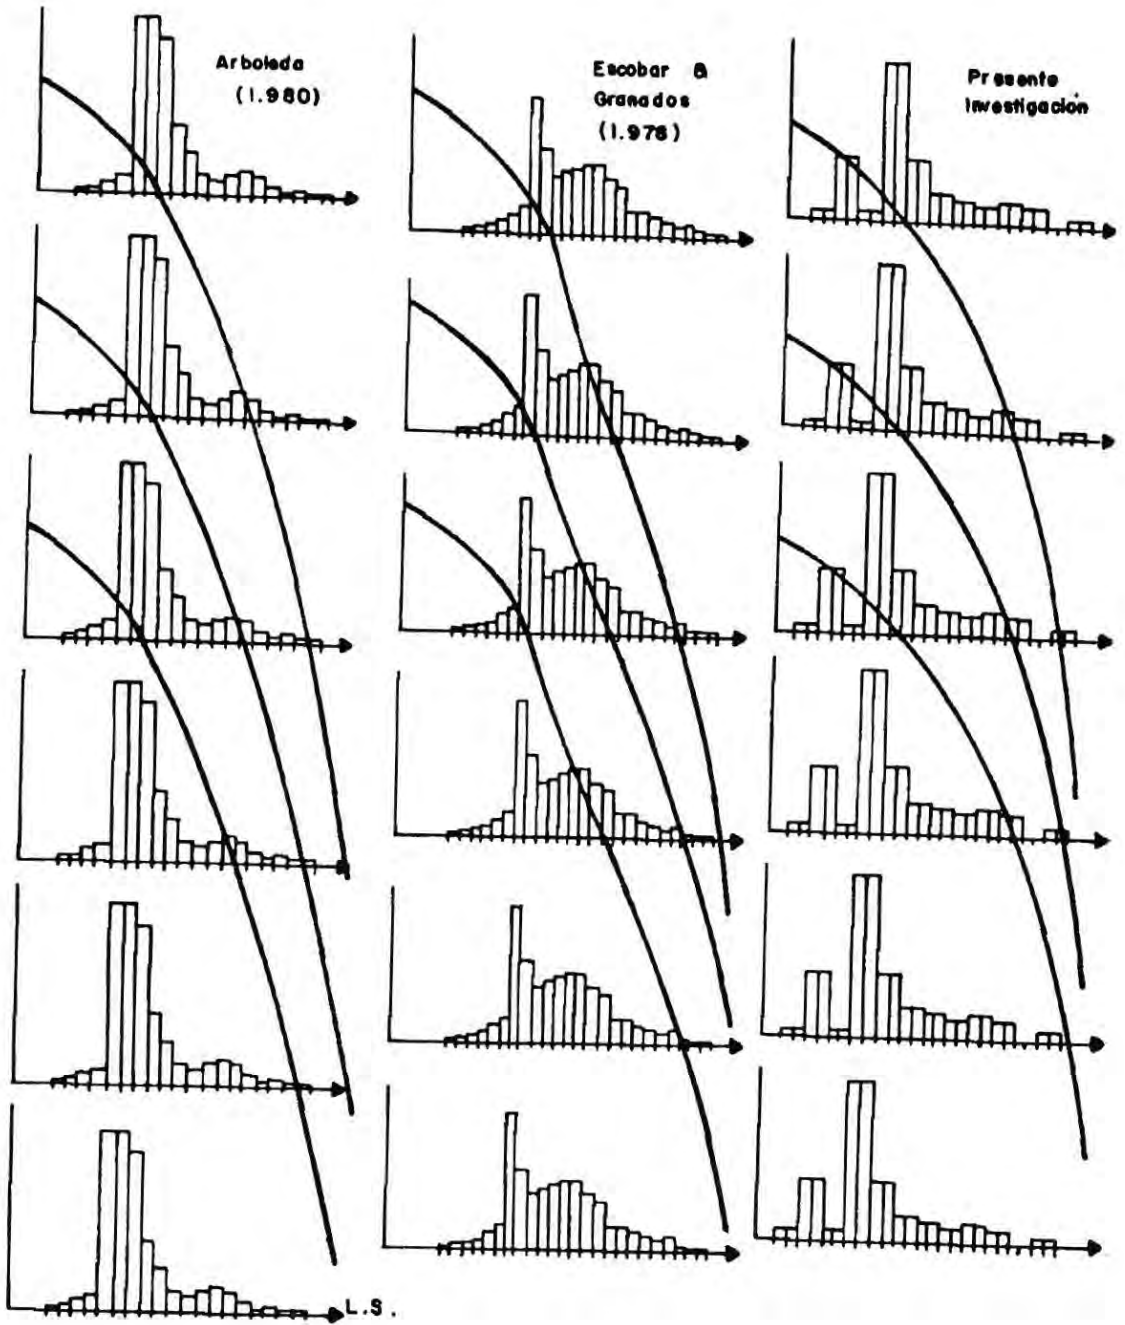 Arboleda
(1.980)
Escobar &
Granados
(1.978)
Presente
Investigación
L.S.